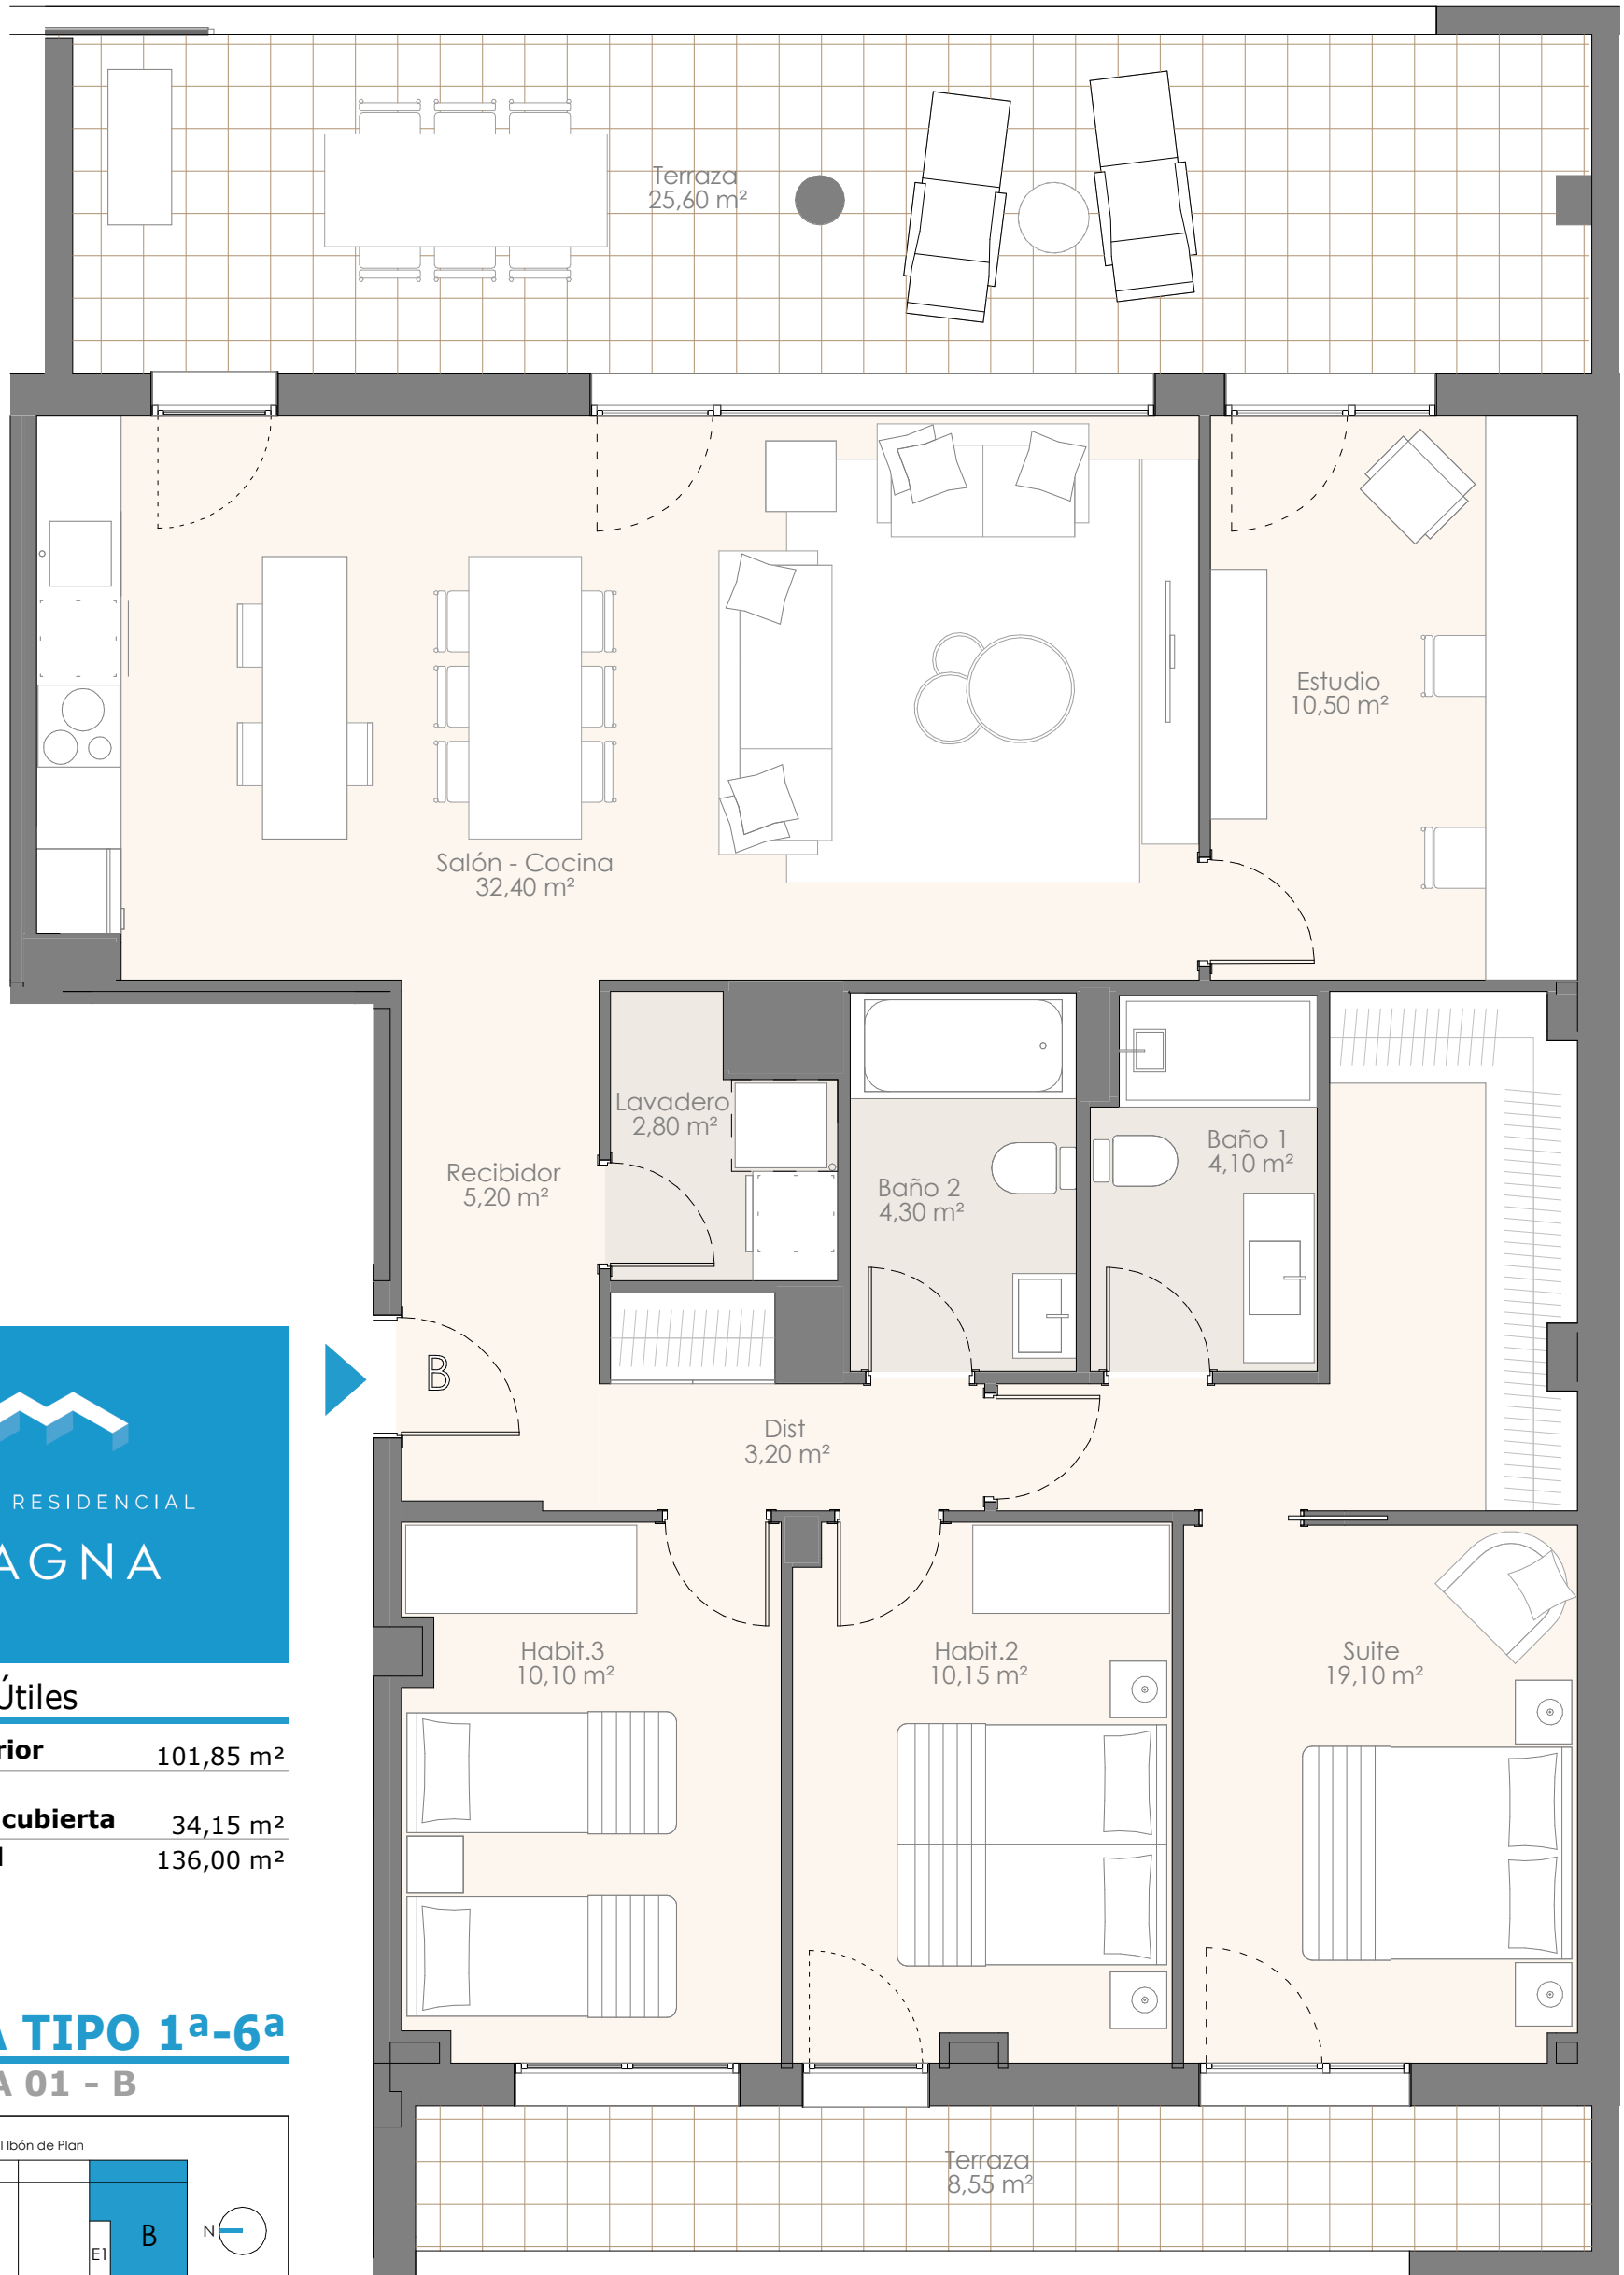 Terraza
25,60 m²
Estudio
10,50 m²
Salón - Cocina
32,40 m²
Lavadero
2,80 m²
Baño 1
4,10 m²
Recibidor
5,20 m²
Baño 2
4,30 m²
B
Dist
3,20 m²
RESIDENCIAL
AGNA
Habit.3
10,10 m²
Habit.2
10,15 m²
Suite
19,10 m²
Útiles
rior 101,85 m²
cubierta 34,15 m²
136,00 m²
TIPO 1ª-6ª
A 01 - B
Ibón de Plan
Terraza
8,55 m²
B
N
E1